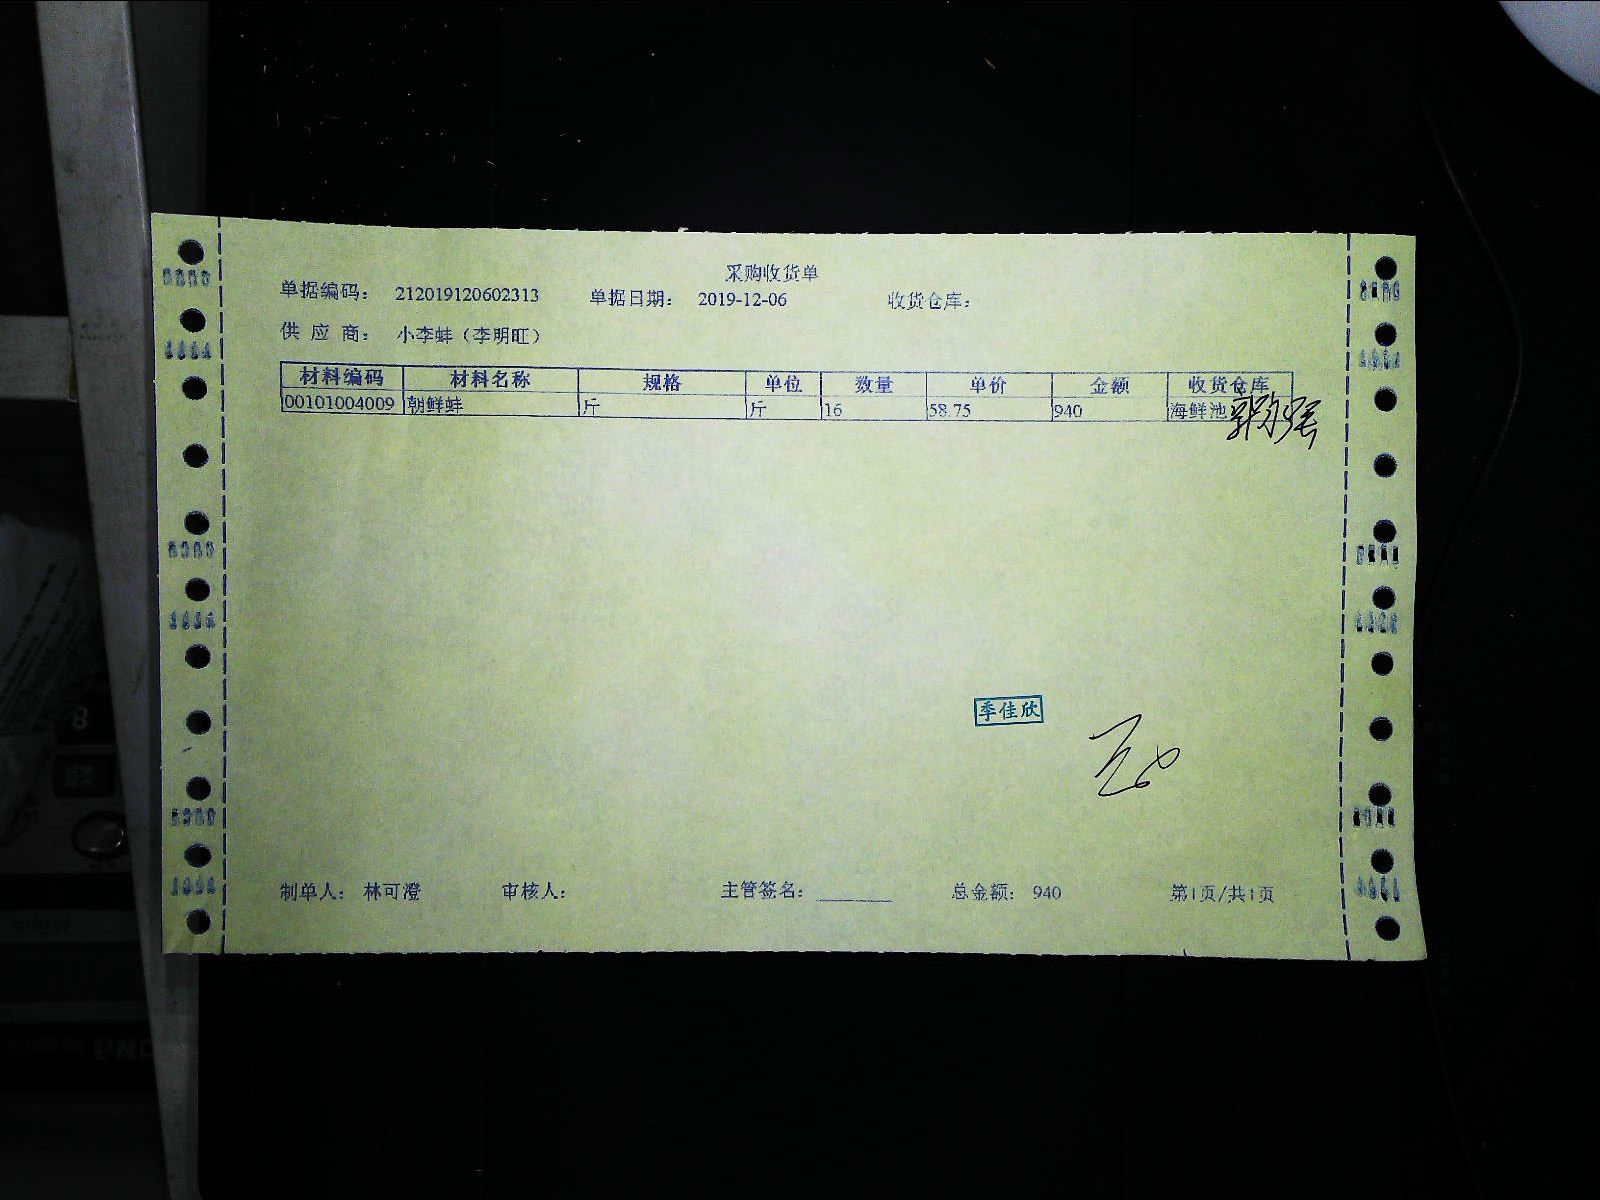 采购收货单
单据编码： 212019120602313 单据日期： 2019-12-06 收货仓库：
供 应 商： 小李蚌（李明旺）
材料编码 材料名称 规格 单位 数量 单价 金额 收货仓库
00101004009 朝鲜蚌 斤 斤 16 58.75 940 海鲜池
季佳欣
制单人： 林可澄 审核人： 主管签名： 总金额： 940 第1页/共1页